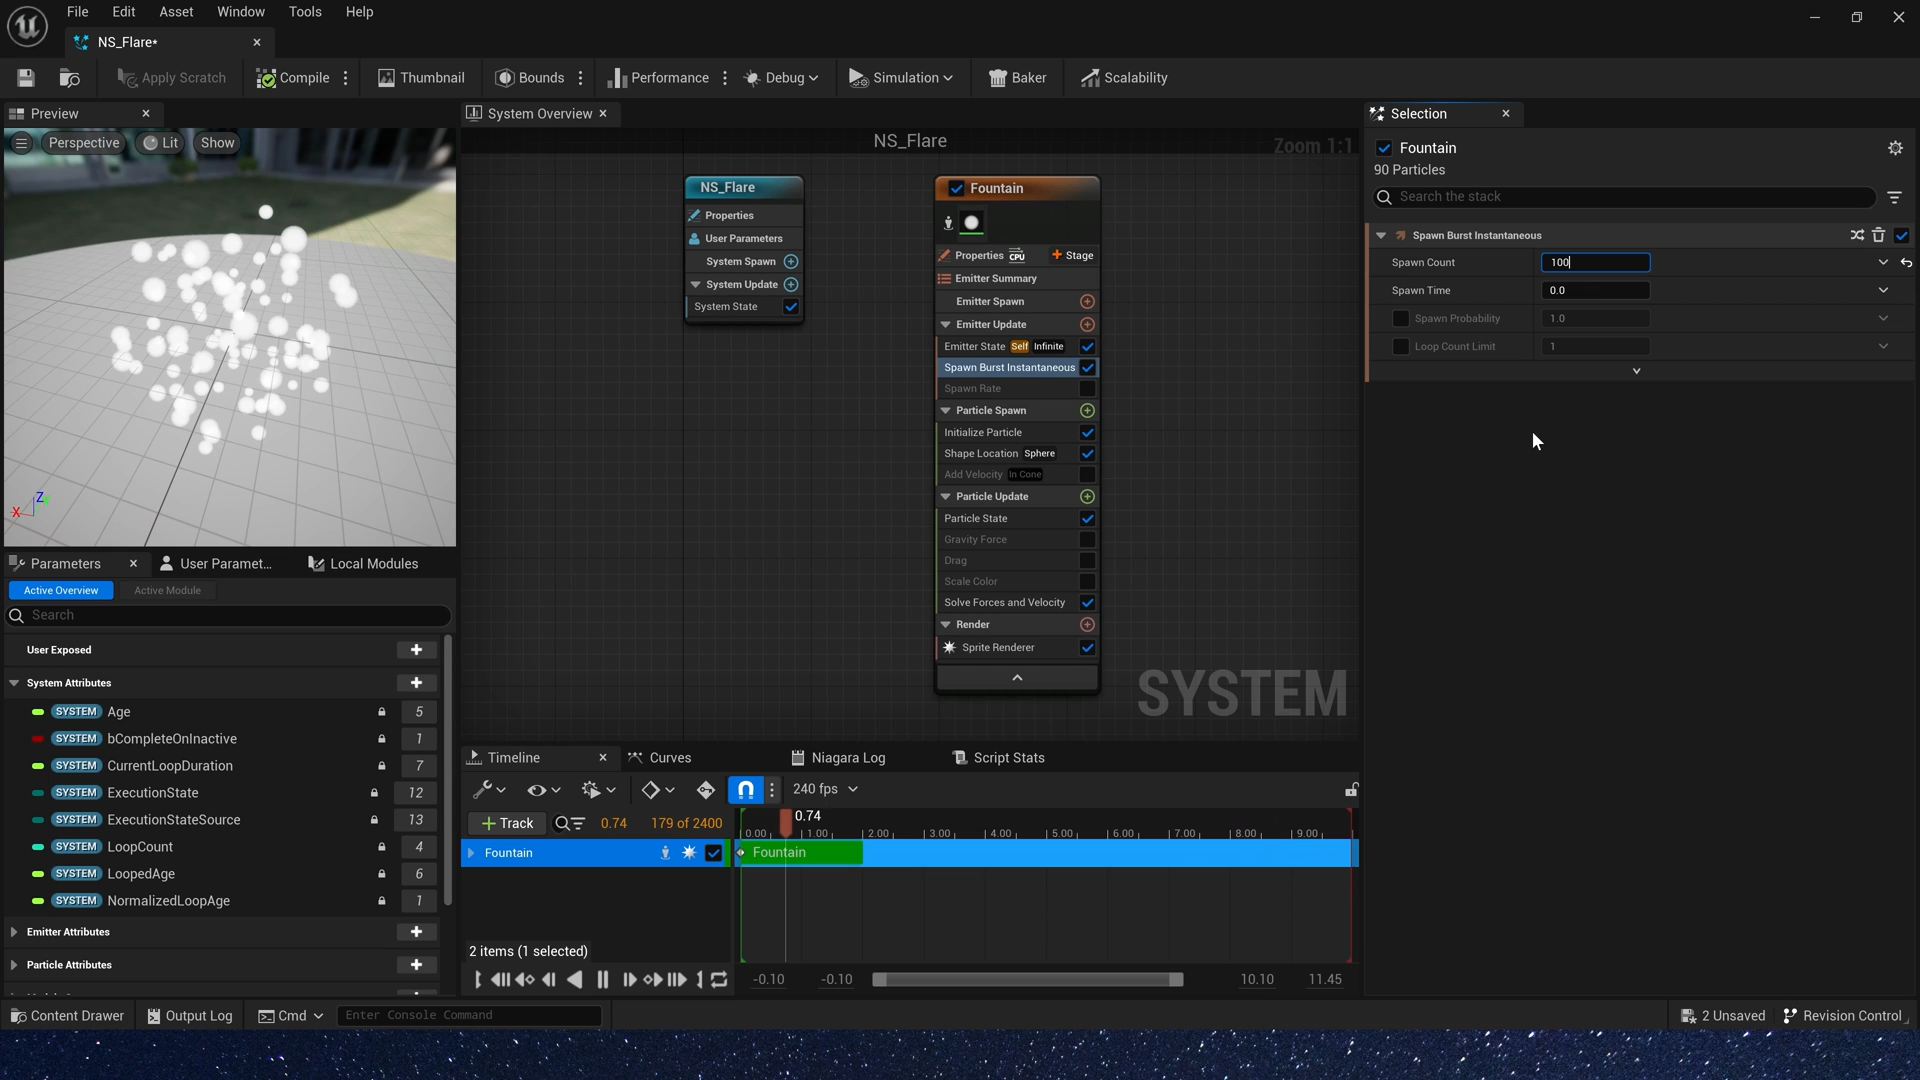 File Edit Asset Window Tools Help
NS_Flare*
Apply Scratch Compile Thumbnail Bounds Performance Debug Simulation Baker Scalability
Preview
Perspective Lit Show
X Z
System Overview
NS_Flare
Zoom 1:1
NS_Flare
Properties
User Parameters
System Spawn
System Update
System State
Fountain
Properties CPU Stage
Emitter Summary
Emitter Spawn
Emitter Update
Emitter State Self Infinite
Spawn Burst Instantaneous
Spawn Rate
Particle Spawn
Initialize Particle
Shape Location Sphere
Add Velocity In Cone
Particle Update
Particle State
Gravity Force
Drag
Scale Color
Solve Forces and Velocity
Render
Sprite Renderer
SYSTEM
Selection
Fountain
90 Particles
Search the stack
Spawn Burst Instantaneous
Spawn Count 100
Spawn Time 0.0
Spawn Probability 1.0
Loop Count Limit 1
Parameters User Paramet... Local Modules
Active Overview Active Module
Search
User Exposed
System Attributes
SYSTEM Age 5
SYSTEM bCompleteOnInactive 1
SYSTEM CurrentLoopDuration 7
SYSTEM ExecutionState 12
SYSTEM ExecutionStateSource 13
SYSTEM LoopCount 4
SYSTEM LoopedAge 6
SYSTEM NormalizedLoopAge 1
Emitter Attributes
Particle Attributes
Timeline Curves Niagara Log Script Stats
240 fps
Track 0.74 179 of 2400
0.74
0.00 1.00 2.00 3.00 4.00 5.00 6.00 7.00 8.00 9.00
Fountain
Fountain
2 items (1 selected)
-0.10 -0.10 10.10 11.45
Content Drawer Output Log Cmd Enter Console Command 2 Unsaved Revision Control